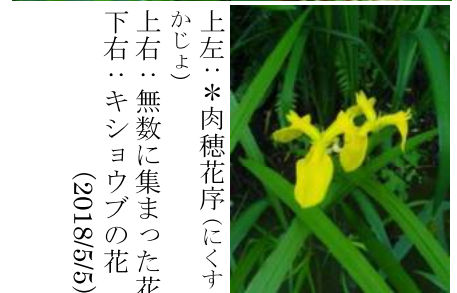 上左：＊肉穂花序（にくす
かじょ）
上右：無数に集まった花
下右：キショウブの花
（2018/5/5）